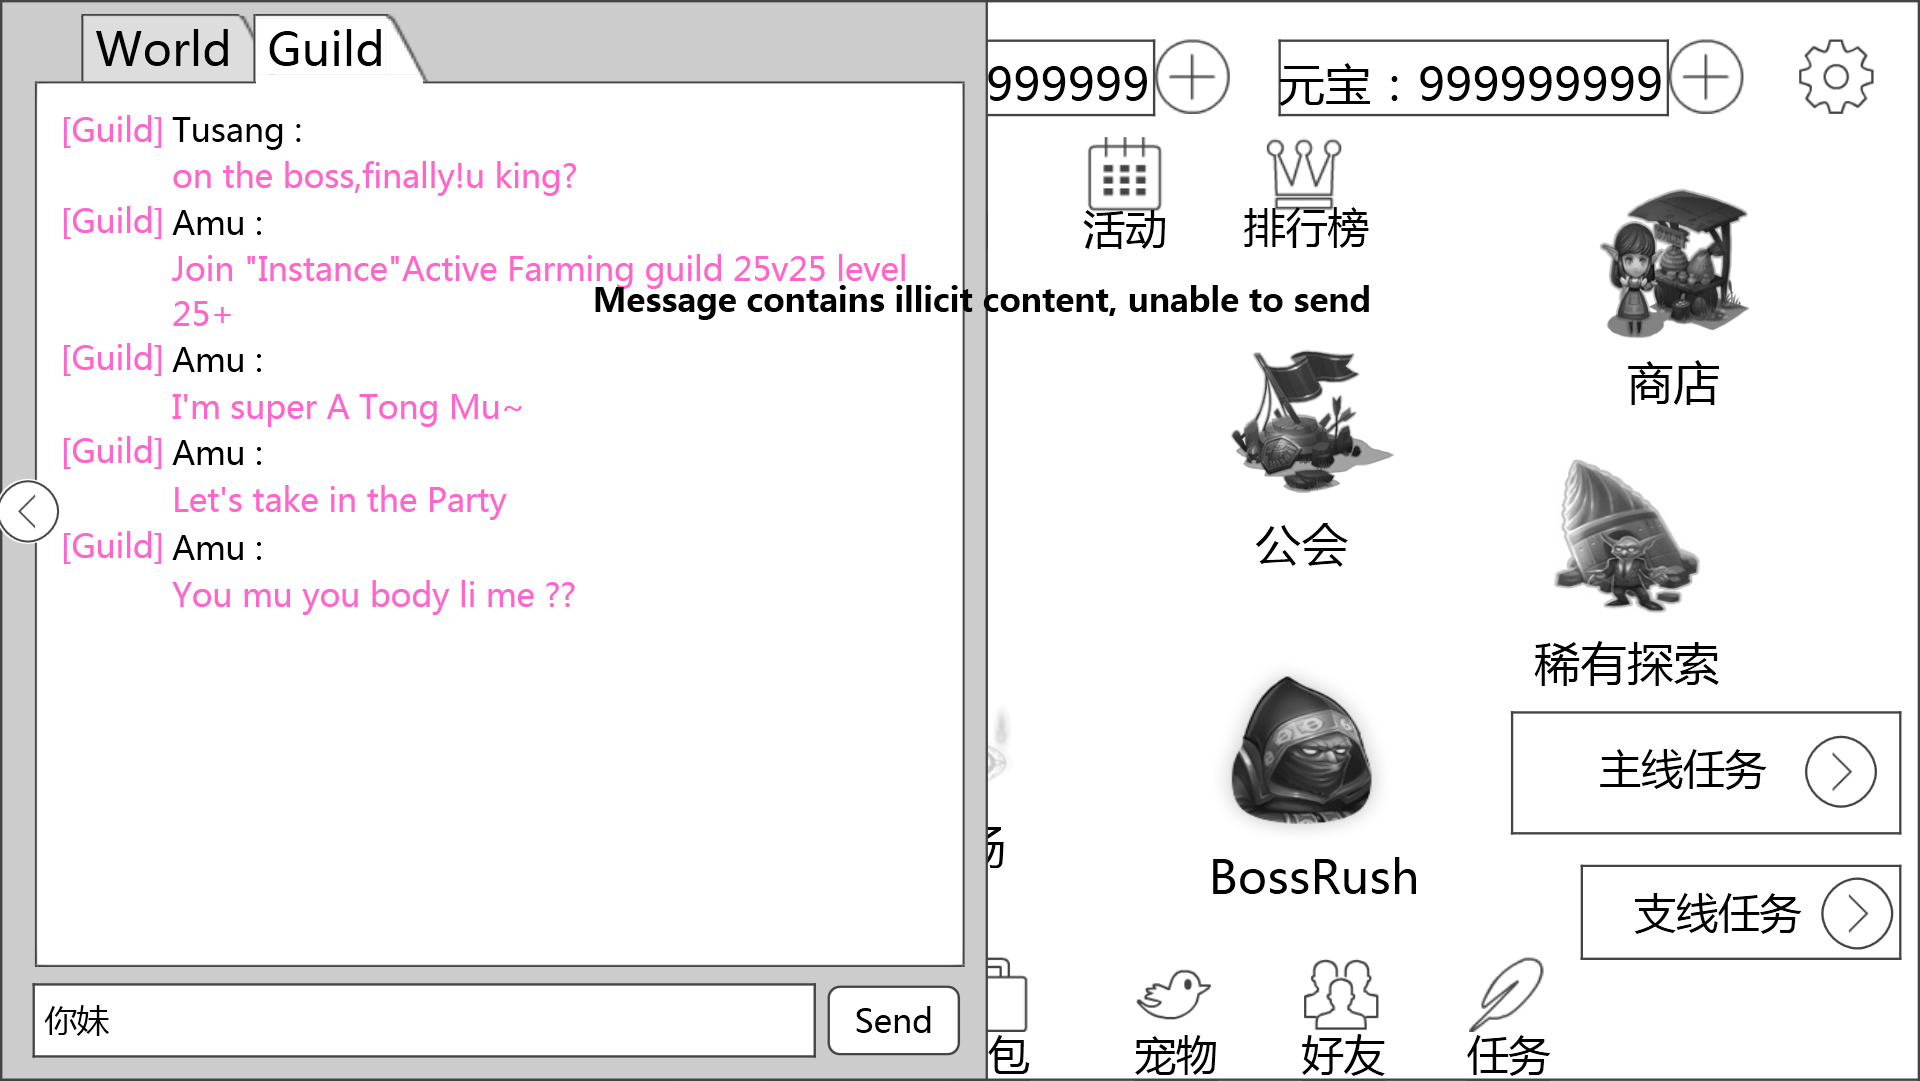 World
Guild
999999
元宝：999999999
[Guild] Tusang :
on the boss,finally!u king?
[Guild] Amu :
Join "Instance"Active Farming guild 25v25 level
25+
[Guild] Amu :
I'm super A Tong Mu~
[Guild] Amu :
Let's take in the Party
[Guild] Amu :
You mu you body li me ??
Message contains illicit content, unable to send
活动
排行榜
商店
公会
稀有探索
主线任务
BossRush
支线任务
你妹
Send
包
宠物
好友
任务